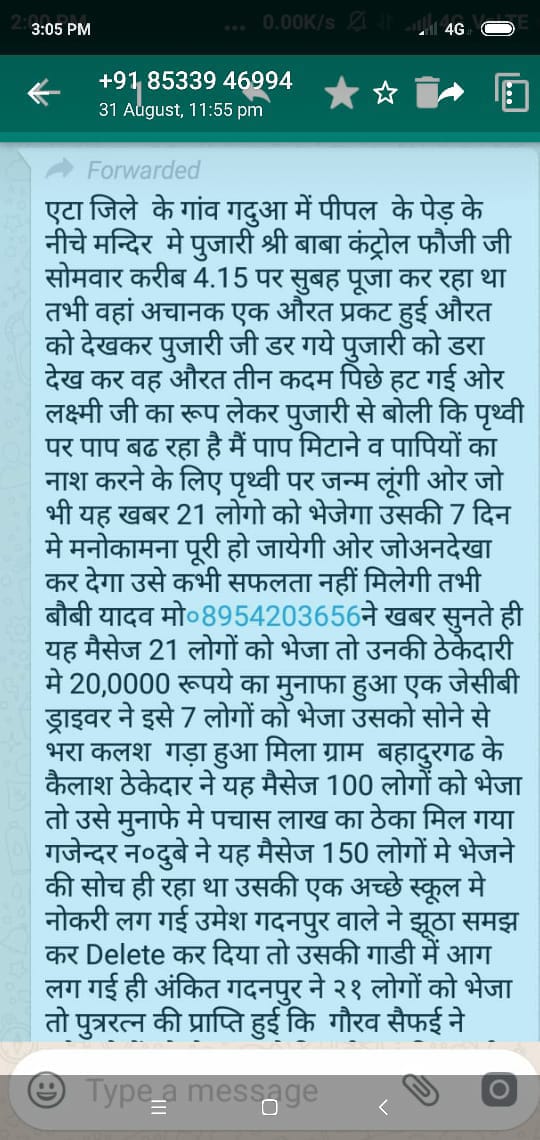 2:00 PM ... 0.00K/s 4G VoLTE
3:05 PM 4G
+91 85339 46994
31 August, 11:55 pm
Forwarded
एटा जिले के गांव गदुआ में पीपल के पेड़ के
नीचे मन्दिर मे पुजारी श्री बाबा कंट्रोल फौजी जी
सोमवार करीब 4.15 पर सुबह पूजा कर रहा था
तभी वहां अचानक एक औरत प्रकट हुई औरत
को देखकर पुजारी जी डर गये पुजारी को डरा
देख कर वह औरत तीन कदम पिछे हट गई ओर
लक्ष्मी जी का रूप लेकर पुजारी से बोली कि पृथ्वी
पर पाप बढ रहा है मैं पाप मिटाने व पापियों का
नाश करने के लिए पृथ्वी पर जन्म लूंगी ओर जो
भी यह खबर 21 लोगो को भेजेगा उसकी 7 दिन
मे मनोकामना पूरी हो जायेगी ओर जोअनदेखा
कर देगा उसे कभी सफलता नहीं मिलेगी तभी
बौबी यादव मो०8954203656ने खबर सुनते ही
यह मैसेज 21 लोगों को भेजा तो उनकी ठेकेदारी
मे 20,0000 रूपये का मुनाफा हुआ एक जेसीबी
ड्राइवर ने इसे 7 लोगों को भेजा उसको सोने से
भरा कलश गड़ा हुआ मिला ग्राम बहादुरगढ के
कैलाश ठेकेदार ने यह मैसेज 100 लोगों को भेजा
तो उसे मुनाफे मे पचास लाख का ठेका मिल गया
गजेन्दर न०दुबे ने यह मैसेज 150 लोगों मे भेजने
की सोच ही रहा था उसकी एक अच्छे स्कूल मे
नोकरी लग गई उमेश गदनपुर वाले ने झूठा समझ
कर Delete कर दिया तो उसकी गाडी में आग
लग गई ही अंकित गदनपुर ने २१ लोगों को भेजा
तो पुत्ररत्न की प्राप्ति हुई कि गौरव सैफई ने
Type a message